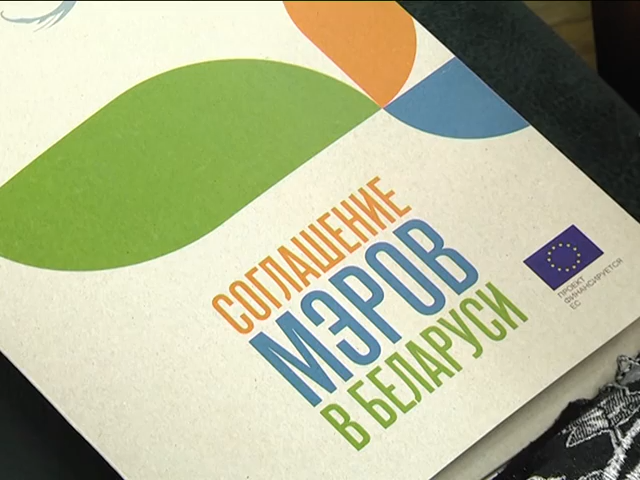 СОГЛАШЕНИЕ
МЭРОВ
В БЕЛАРУСИ
ПРОЕКТ
ФИНАНСИРУЕТСЯ
ЕС